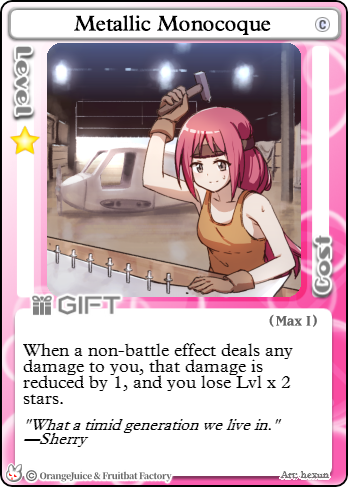 Metallic Monocoque
C
Level
Cost
GIFT
(Max 1)
When a non-battle effect deals any
damage to you, that damage is
reduced by 1, and you lose Lvl x 2
stars.
"What a timid generation we live in."
—Sherry
© OrangeJuice & Fruitbat Factory
Art: hexun